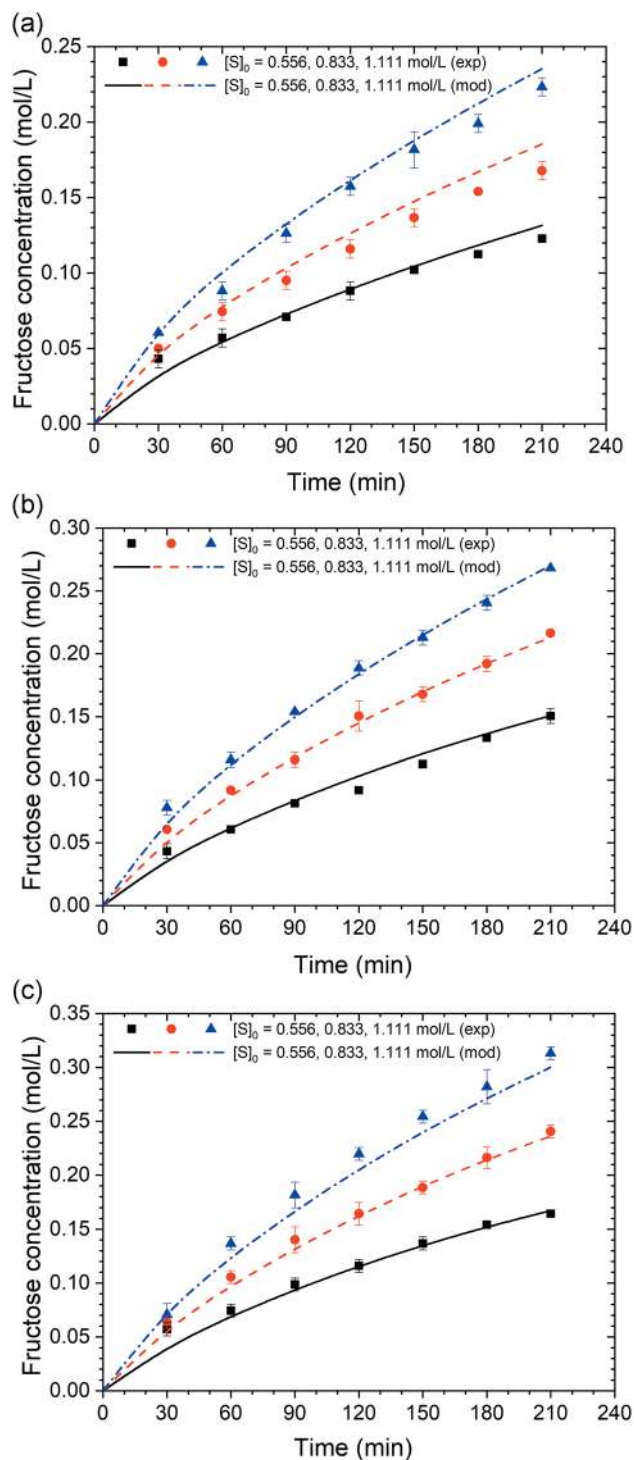 (a)
0.25
0.20
0.15
0.10
0.05
0.00
Fructose concentration (mol/L)
[S]₀ = 0.556, 0.833, 1.111 mol/L (exp)
[S]₀ = 0.556, 0.833, 1.111 mol/L (mod)
0 30 60 90 120 150 180 210 240
Time (min)
(b)
0.30
0.25
0.20
0.15
0.10
0.05
0.00
Fructose concentration (mol/L)
[S]₀ = 0.556, 0.833, 1.111 mol/L (exp)
[S]₀ = 0.556, 0.833, 1.111 mol/L (mod)
0 30 60 90 120 150 180 210 240
Time (min)
(c)
0.35
0.30
0.25
0.20
0.15
0.10
0.05
0.00
Fructose concentration (mol/L)
[S]₀ = 0.556, 0.833, 1.111 mol/L (exp)
[S]₀ = 0.556, 0.833, 1.111 mol/L (mod)
0 30 60 90 120 150 180 210 240
Time (min)